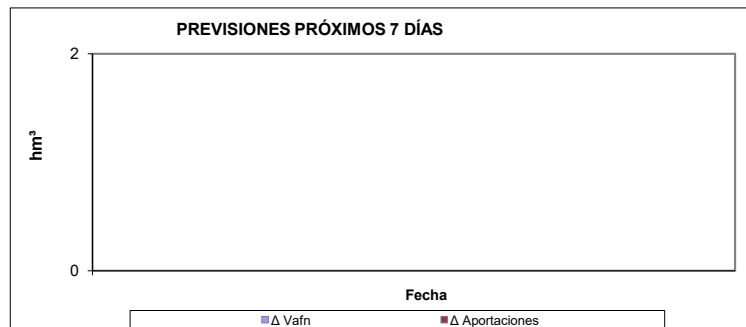 PREVISIONES PRÓXIMOS 7 DÍAS
2
hm³
0
Fecha
Δ Vafn Δ Aportaciones